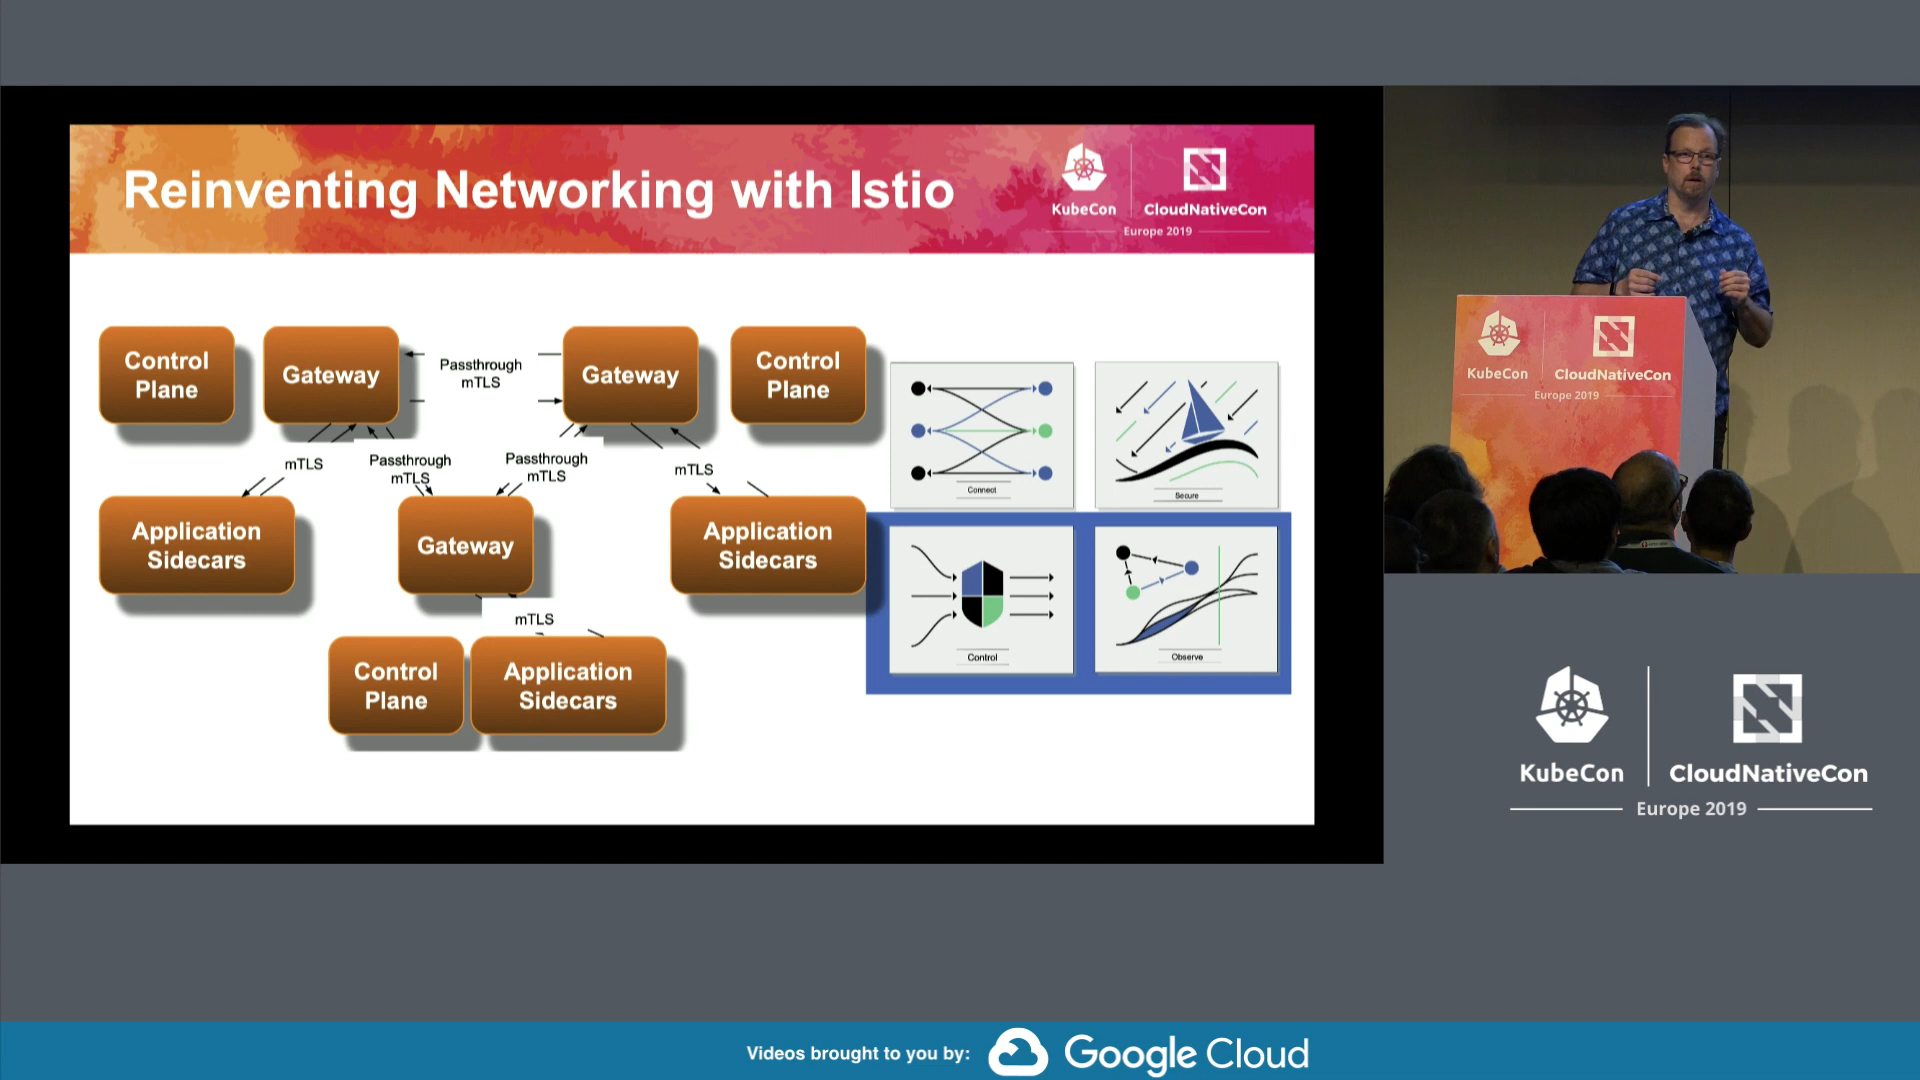 Reinventing Networking with Istio
KubeCon
CloudNativeCon
Europe 2019
Control
Plane
Gateway
Passthrough
mTLS
Gateway
Control
Plane
mTLS
Passthrough
mTLS
Passthrough
mTLS
mTLS
Application
Sidecars
Gateway
Application
Sidecars
mTLS
Control
Plane
Application
Sidecars
Connect
Secure
Control
Observe
KubeCon
CloudNativeCon
Europe 2019
KubeCon
CloudNativeCon
Europe 2019
Videos brought to you by:
Google Cloud